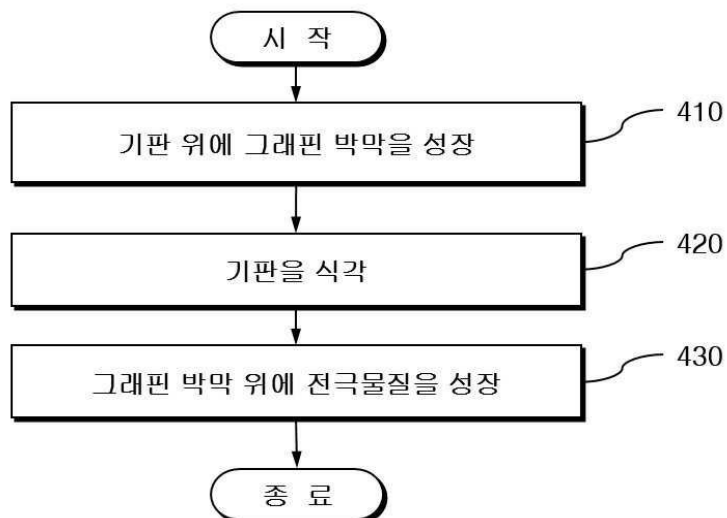 시 작
기판 위에 그래핀 박막을 성장
410
기판을 식각
420
그래핀 박막 위에 전극물질을 성장
430
종 료